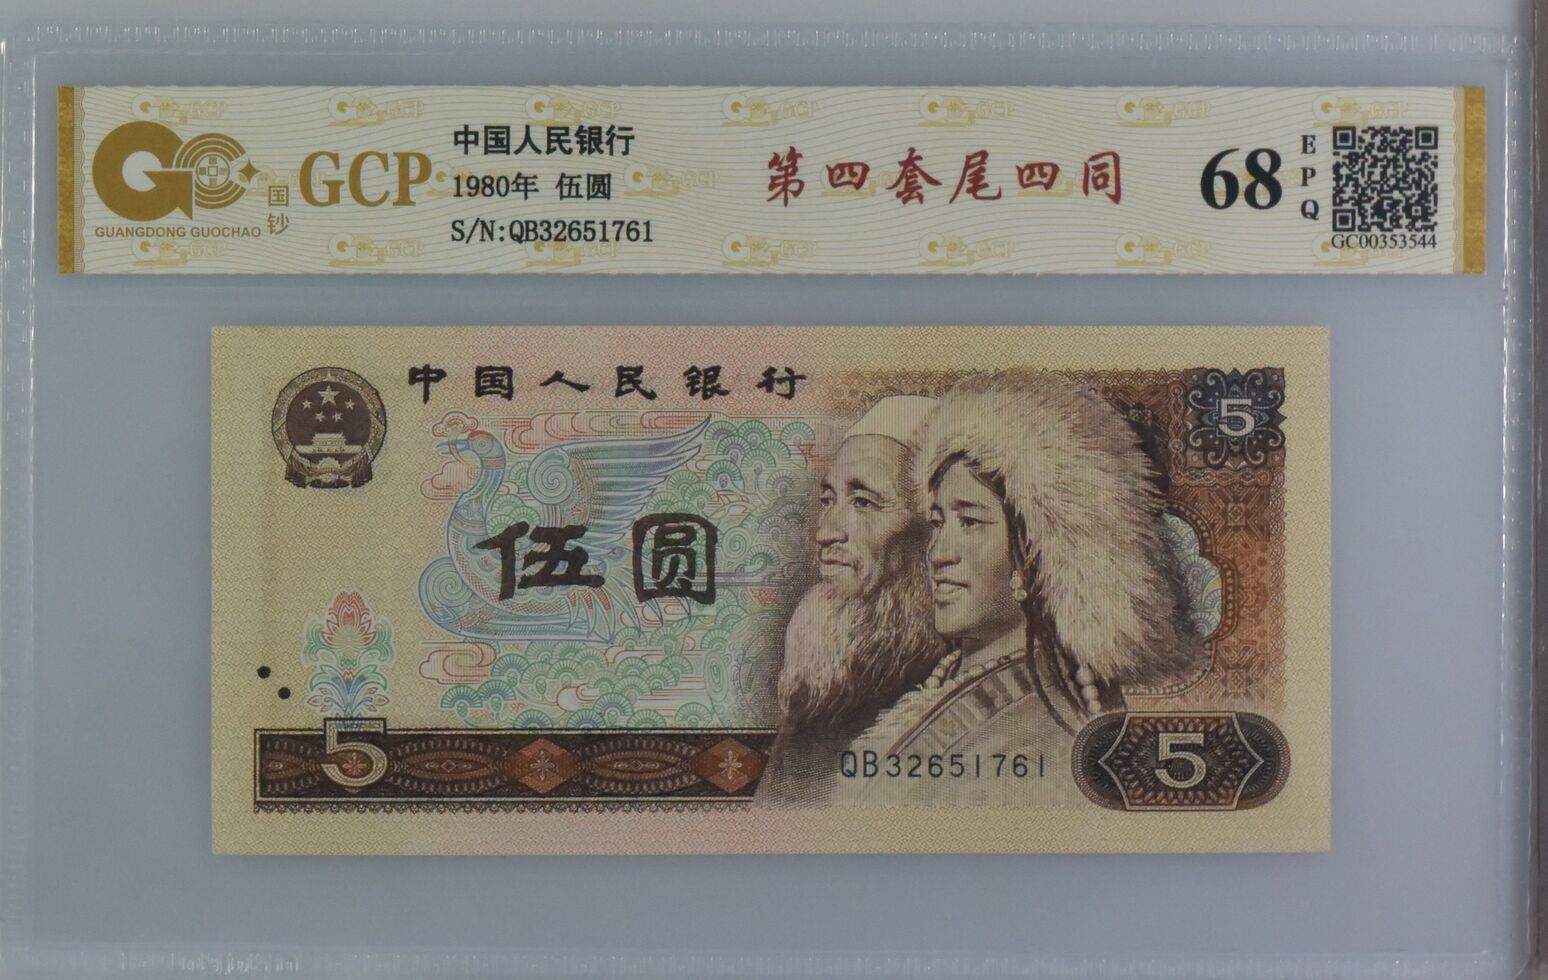 GCP
国钞
GUANGDONG GUOCHAO
中国人民银行
1980年 伍圆
S/N:QB32651761
第四套尾四同
68
EPQ
GC00353544
中国人民银行
5
伍圆
5
QB32651761
5